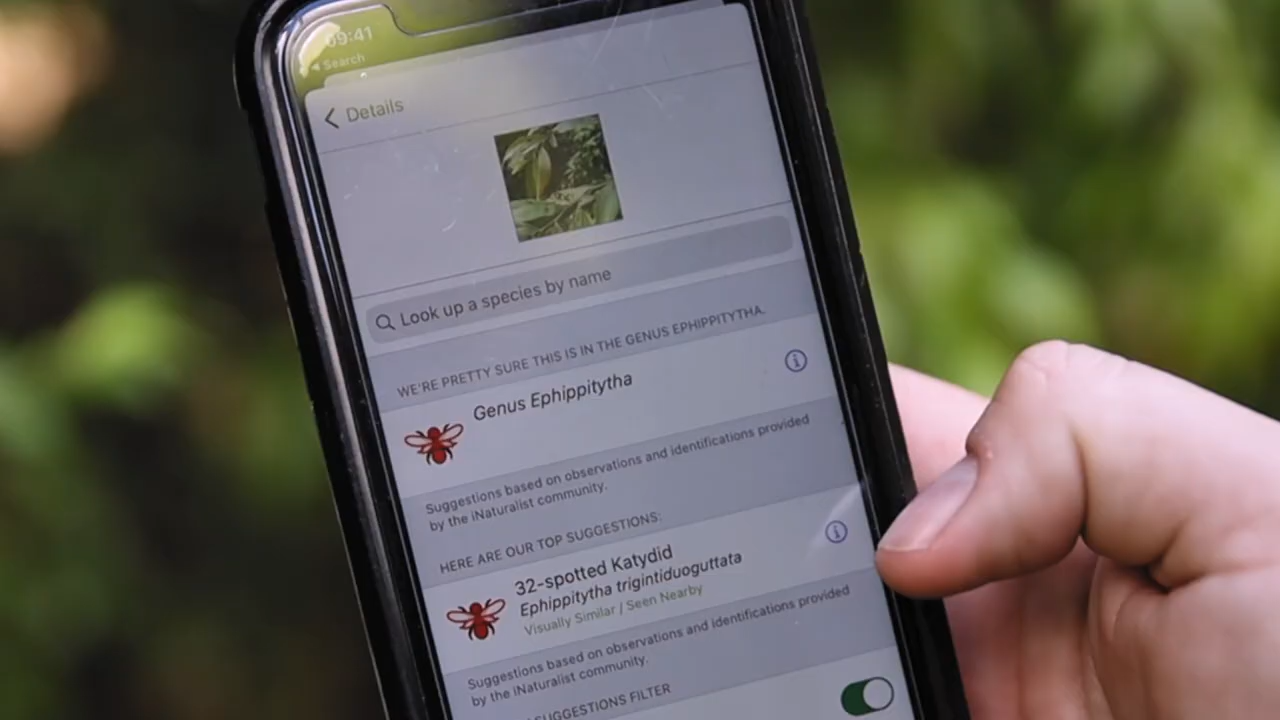 09:41
Search
Details
Look up a species by name
WE'RE PRETTY SURE THIS IS IN THE GENUS EPHIPPITYTHA.
Genus Ephippitytha
Suggestions based on observations and identifications provided
by the iNaturalist community.
HERE ARE OUR TOP SUGGESTIONS:
32-spotted Katydid
Ephippitytha trigintiduoguttata
Visually Similar / Seen Nearby
Suggestions based on observations and identifications provided
by the iNaturalist community.
SUGGESTIONS FILTER